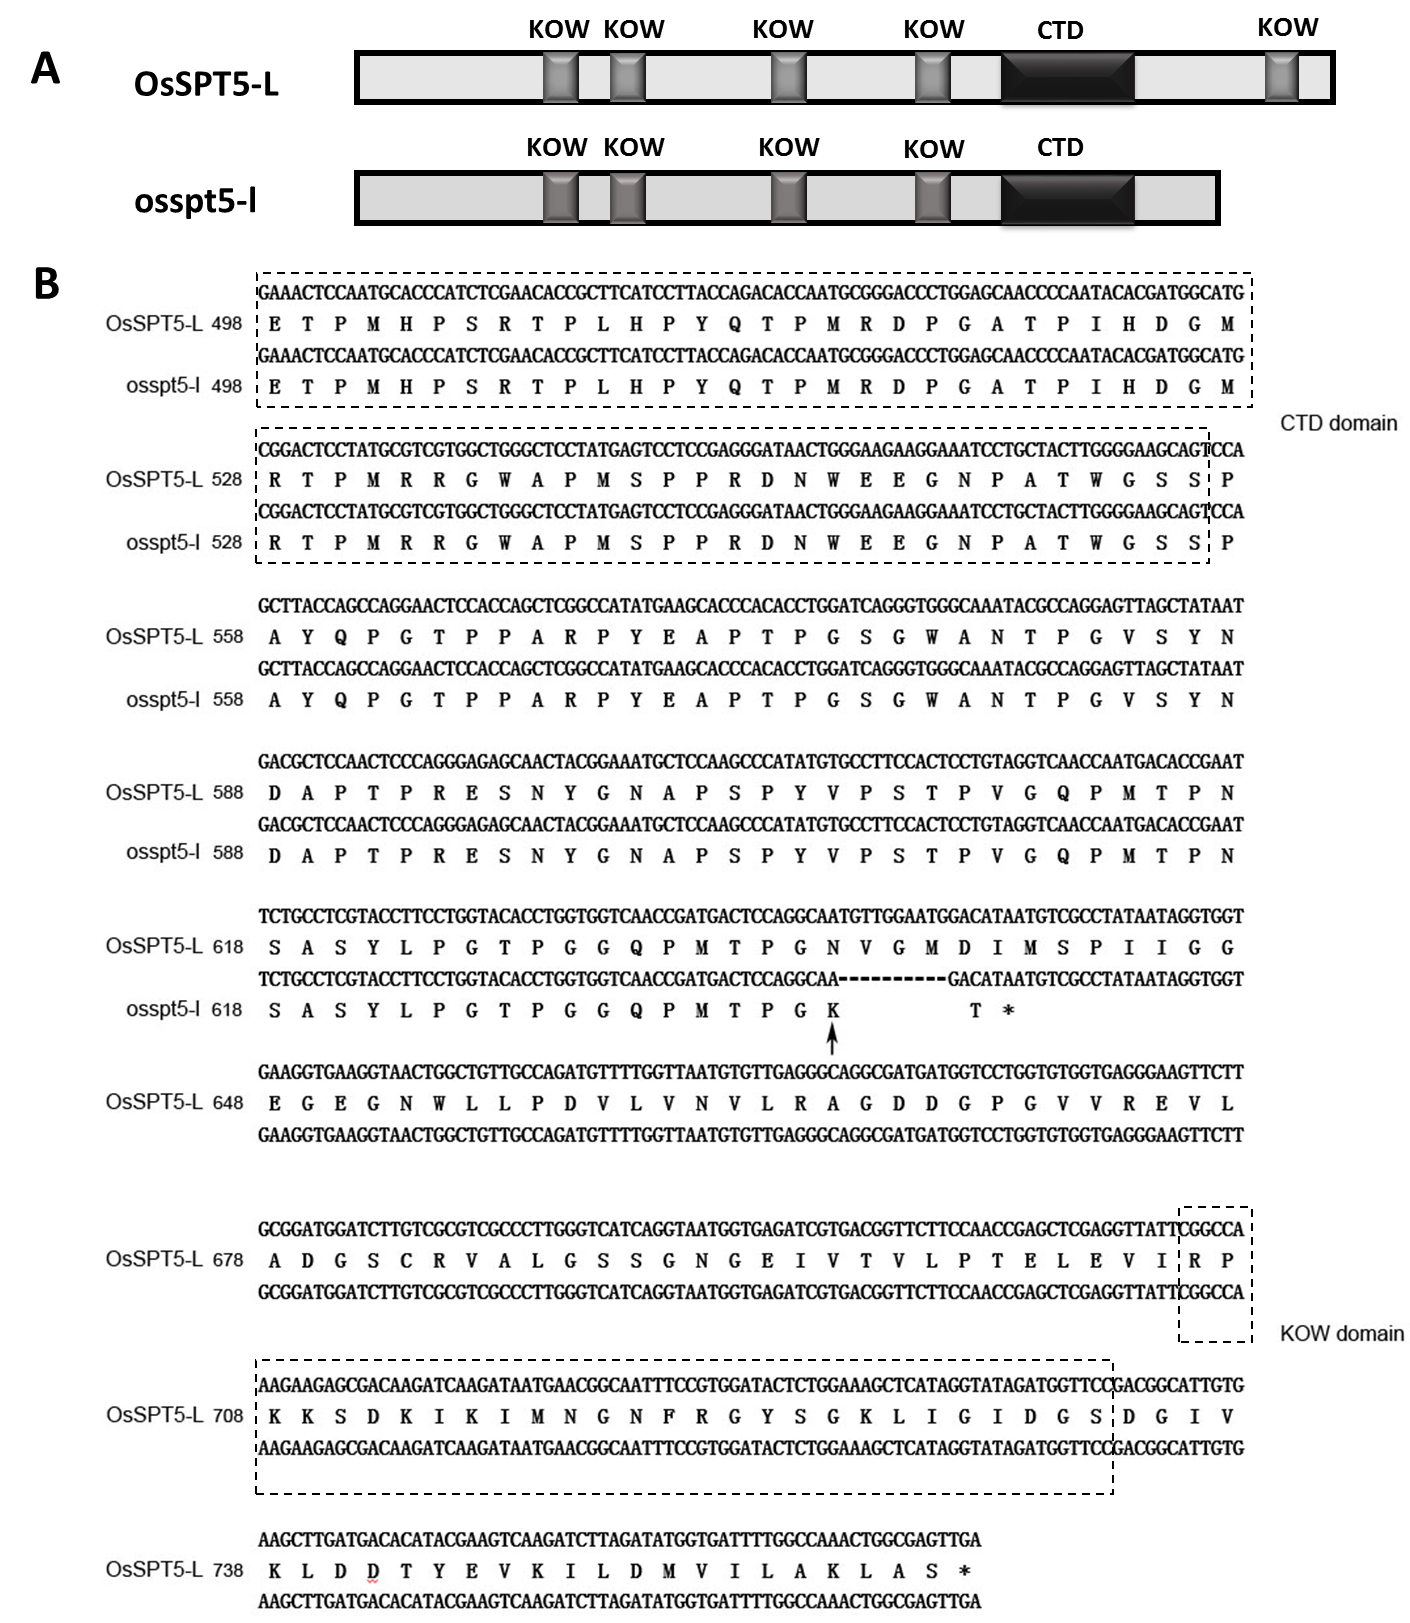 A
KOW KOW KOW KOW CTD KOW
OsSPT5-L
KOW KOW KOW KOW CTD
osspt5-l
B
GAAACTCCAATGCACCCATCTCGAACACCGCTTCATCCTTACCAGACACCAATGCGGGACCCTGGAGCAACCCCAATACACGATGGCATG
OsSPT5-L 498 E T P M H P S R T P L H P Y Q T P M R D P G A T P I H D G M
GAAACTCCAATGCACCCATCTCGAACACCGCTTCATCCTTACCAGACACCAATGCGGGACCCTGGAGCAACCCCAATACACGATGGCATG
osspt5-l 498 E T P M H P S R T P L H P Y Q T P M R D P G A T P I H D G M
CTD domain
CGGACTCCTATGCGTCGTGGCTGGGCTCCTATGAGTCCTCCGAGGGATAACTGGGAAGAAGGAAATCCTGCTACTTGGGGAAGCAGTCCA
OsSPT5-L 528 R T P M R R G W A P M S P P R D N W E E G N P A T W G S S P
CGGACTCCTATGCGTCGTGGCTGGGCTCCTATGAGTCCTCCGAGGGATAACTGGGAAGAAGGAAATCCTGCTACTTGGGGAAGCAGTCCA
osspt5-l 528 R T P M R R G W A P M S P P R D N W E E G N P A T W G S S P
GCTTACCAGCCAGGAACTCCACCAGCTCGGCCATATGAAGCACCCACACCTGGATCAGGGTGGGCAAATACGCCAGGAGTTAGCTATAAT
OsSPT5-L 558 A Y Q P G T P P A R P Y E A P T P G S G W A N T P G V S Y N
GCTTACCAGCCAGGAACTCCACCAGCTCGGCCATATGAAGCACCCACACCTGGATCAGGGTGGGCAAATACGCCAGGAGTTAGCTATAAT
osspt5-l 558 A Y Q P G T P P A R P Y E A P T P G S G W A N T P G V S Y N
GACGCTCCAACTCCCAGGGAGAGCAACTACGGAAATGCTCCAAGCCCATATGTGCCTTCCACTCCTGTAGGTCAACCAATGACACCGAAT
OsSPT5-L 588 D A P T P R E S N Y G N A P S P Y V P S T P V G Q P M T P N
GACGCTCCAACTCCCAGGGAGAGCAACTACGGAAATGCTCCAAGCCCATATGTGCCTTCCACTCCTGTAGGTCAACCAATGACACCGAAT
osspt5-l 588 D A P T P R E S N Y G N A P S P Y V P S T P V G Q P M T P N
TCTGCCTCGTACCTTCCTGGTACACCTGGTGGTCAACCGATGACTCCAGGCAATGTTGGAATGGACATAATGTCGCCTATAATAGGTGGT
OsSPT5-L 618 S A S Y L P G T P G G Q P M T P G N V G M D I M S P I I G G
TCTGCCTCGTACCTTCCTGGTACACCTGGTGGTCAACCGATGACTCCAGGCAA----------GACATAATGTCGCCTATAATAGGTGGT
osspt5-l 618 S A S Y L P G T P G G Q P M T P G K T *
GAAGGTGAAGGTAACTGGCTGTTGCCAGATGTTTTGGTTAATGTGTTGAGGGCAGGCGATGATGGTCCTGGTGTGGTGAGGGAAGTTCTT
OsSPT5-L 648 E G E G N W L L P D V L V N V L R A G D D G P G V V R E V L
GAAGGTGAAGGTAACTGGCTGTTGCCAGATGTTTTGGTTAATGTGTTGAGGGCAGGCGATGATGGTCCTGGTGTGGTGAGGGAAGTTCTT
GCGGATGGATCTTGTCGCGTCGCCCTTGGGTCATCAGGTAATGGTGAGATCGTGACGGTTCTTCCAACCGAGCTCGAGGTTATTCGGCCA
OsSPT5-L 678 A D G S C R V A L G S S G N G E I V T V L P T E L E V I R P
GCGGATGGATCTTGTCGCGTCGCCCTTGGGTCATCAGGTAATGGTGAGATCGTGACGGTTCTTCCAACCGAGCTCGAGGTTATTCGGCCA
KOW domain
AAGAAGAGCGACAAGATCAAGATAATGAACGGCAATTTCCGTGGATACTCTGGAAAGCTCATAGGTATAGATGGTTCCGACGGCATTGTG
OsSPT5-L 708 K K S D K I K I M N G N F R G Y S G K L I G I D G S D G I V
AAGAAGAGCGACAAGATCAAGATAATGAACGGCAATTTCCGTGGATACTCTGGAAAGCTCATAGGTATAGATGGTTCCGACGGCATTGTG
AAGCTTGATGACACATACGAAGTCAAGATCTTAGATATGGTGATTTTGGCCAAACTGGCGAGTTGA
OsSPT5-L 738 K L D D T Y E V K I L D M V I L A K L A S *
AAGCTTGATGACACATACGAAGTCAAGATCTTAGATATGGTGATTTTGGCCAAACTGGCGAGTTGA